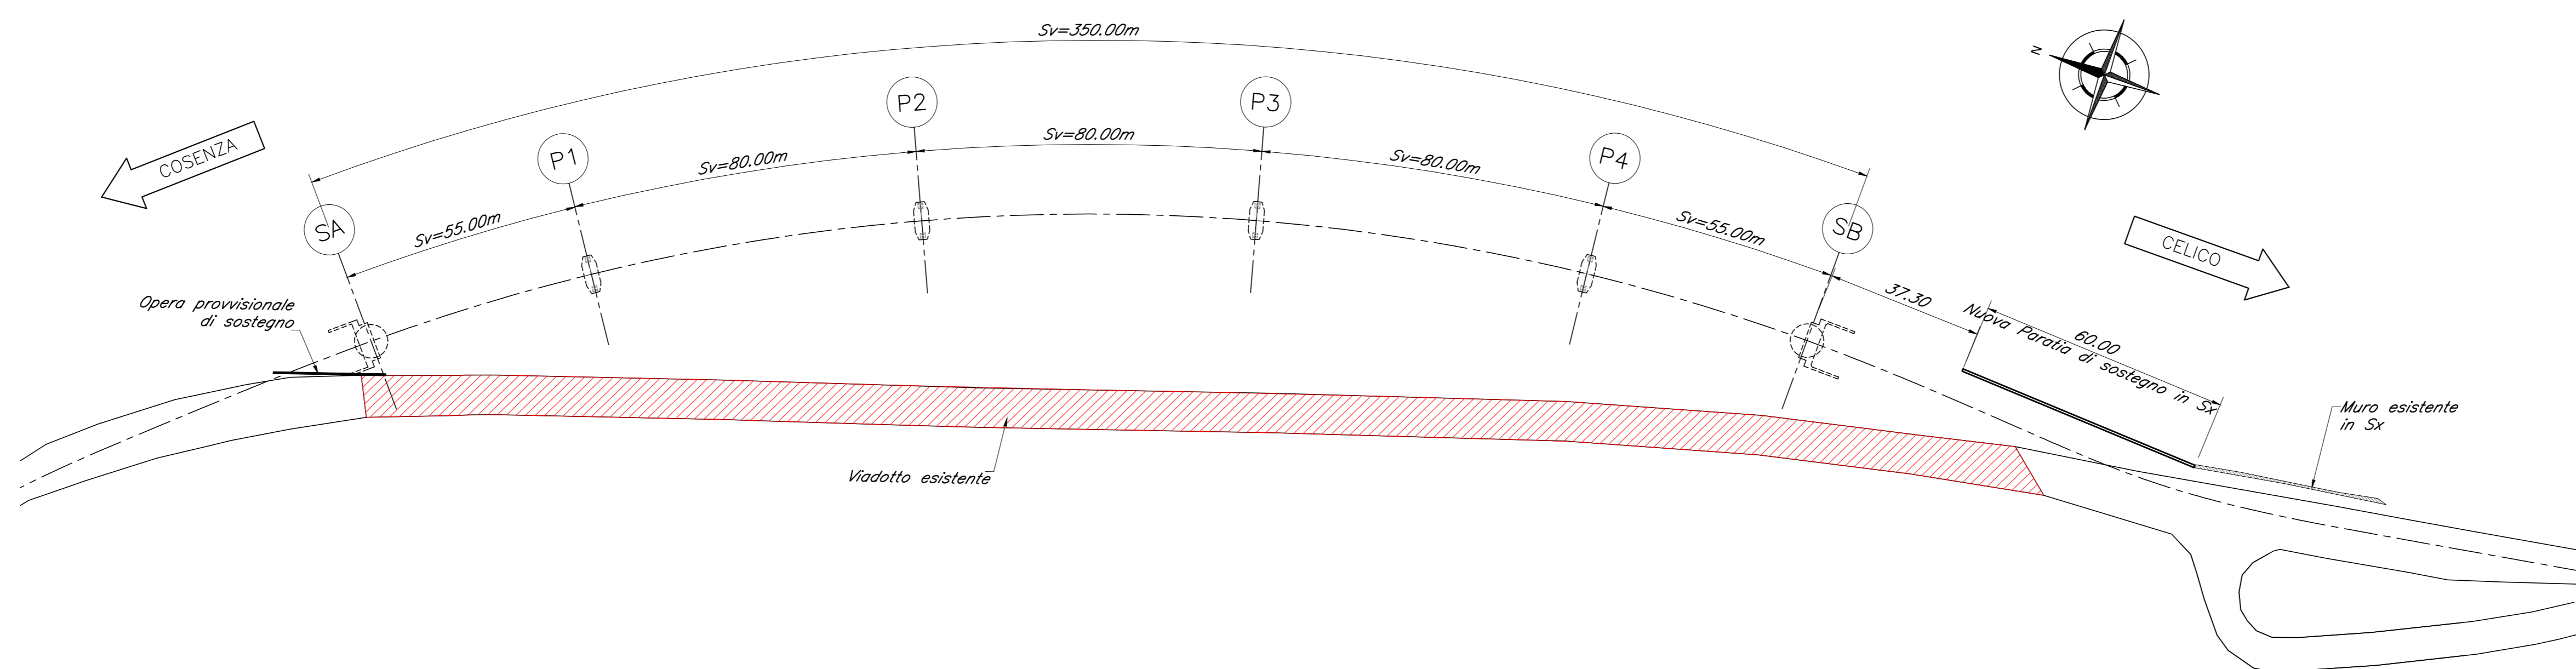 Sv=350.00m
N
P2
P3
COSENZA
P1
Sv=80.00m
Sv=80.00m
Sv=80.00m
P4
SA
Sv=55.00m
Sv=55.00m
SB
CELICO
Opera provvisionale
di sostegno
37.30
60.00
Nuova Paratia di sostegno in Sx
Muro esistente
in Sx
Viadotto esistente